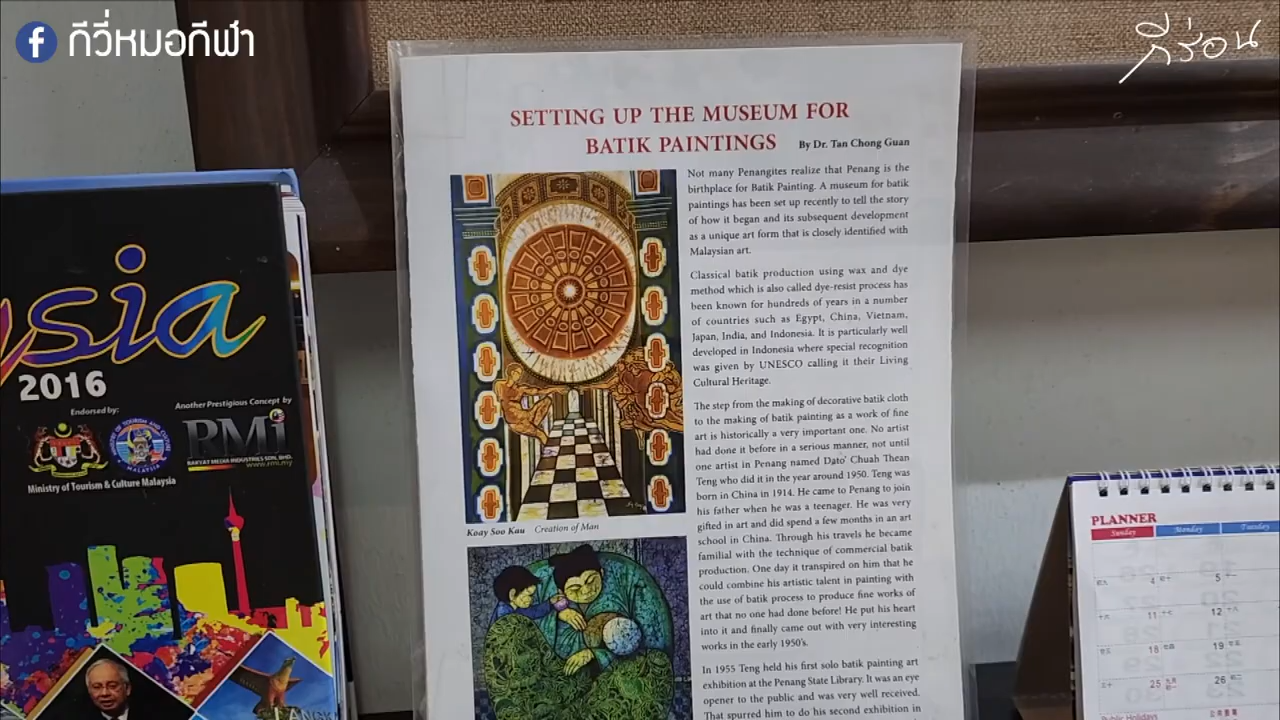 กีวี่หมอกีฬา
กีร่อน
SETTING UP THE MUSEUM FOR
BATIK PAINTINGS
By Dr. Tan Chong Guan
Not many Penangites realize that Penang is the
birthplace for Batik Painting. A museum for batik
paintings has been set up recently to tell the story
of how it began and its subsequent development
as a unique art form that is closely identified with
Malaysian art.
Classical batik production using wax and dye
method which is also called dye-resist process has
been known for hundreds of years in a number
of countries such as Egypt, China, Vietnam,
Japan, India, and Indonesia. It is particularly well
developed in Indonesia where special recognition
was given by UNESCO calling it their Living
Cultural Heritage.
The step from the making of decorative batik cloth
to the making of batik painting as a work of fine
art is historically a very important one. No artist
had done it before in a serious manner, not until
one artist in Penang named Dato' Chuah Thean
Teng who did it in the year around 1950. Teng was
born in China in 1914. He came to Penang to join
his father when he was a teenager. He was very
gifted in art and did spend a few months in an art
school in China. Through his travels he became
familiar with the technique of commercial batik
production. One day it transpired on him that he
could combine his artistic talent in painting with
the use of batik process to produce fine works of
art that no one had done before! He put his heart
into it and finally came out with very interesting
works in the early 1950's.
In 1955 Teng held his first solo batik painting art
exhibition at the Penang State Library. It was an eye
opener to the public and was very well received.
That spurred him to do his second exhibition in
Koay Soo Kau Creation of Man
ysia
2016
Endorsed by:
Another Prestigious Concept by
PMi
RAKYAT MEDIA INDUSTRIES SDN. BHD.
www.rmi.my
Ministry of Tourism & Culture Malaysia
PLANNER
Sunday Monday Tuesday
4 5
11 12
18 19
25 26
Public Holidays